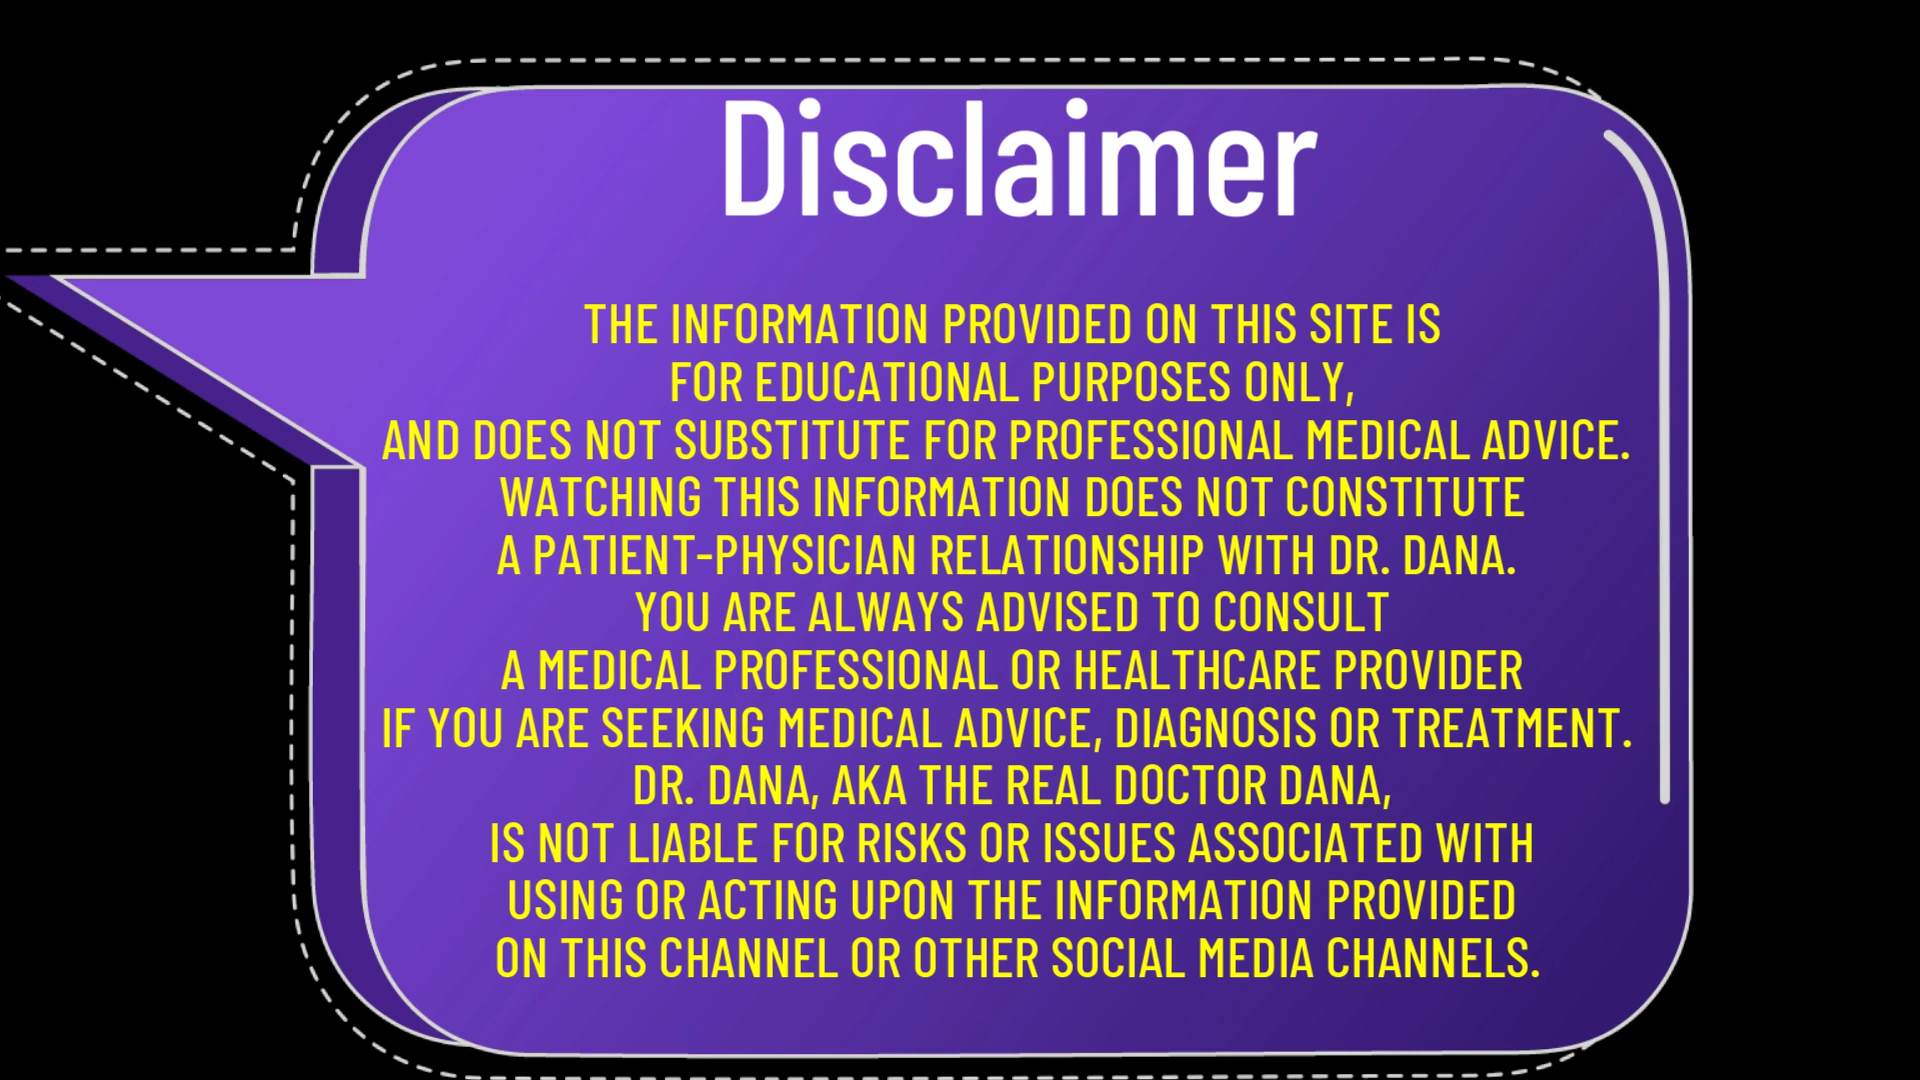 Disclaimer
THE INFORMATION PROVIDED ON THIS SITE IS
FOR EDUCATIONAL PURPOSES ONLY,
AND DOES NOT SUBSTITUTE FOR PROFESSIONAL MEDICAL ADVICE.
WATCHING THIS INFORMATION DOES NOT CONSTITUTE
A PATIENT-PHYSICIAN RELATIONSHIP WITH DR. DANA.
YOU ARE ALWAYS ADVISED TO CONSULT
A MEDICAL PROFESSIONAL OR HEALTHCARE PROVIDER
IF YOU ARE SEEKING MEDICAL ADVICE, DIAGNOSIS OR TREATMENT.
DR. DANA, AKA THE REAL DOCTOR DANA,
IS NOT LIABLE FOR RISKS OR ISSUES ASSOCIATED WITH
USING OR ACTING UPON THE INFORMATION PROVIDED
ON THIS CHANNEL OR OTHER SOCIAL MEDIA CHANNELS.